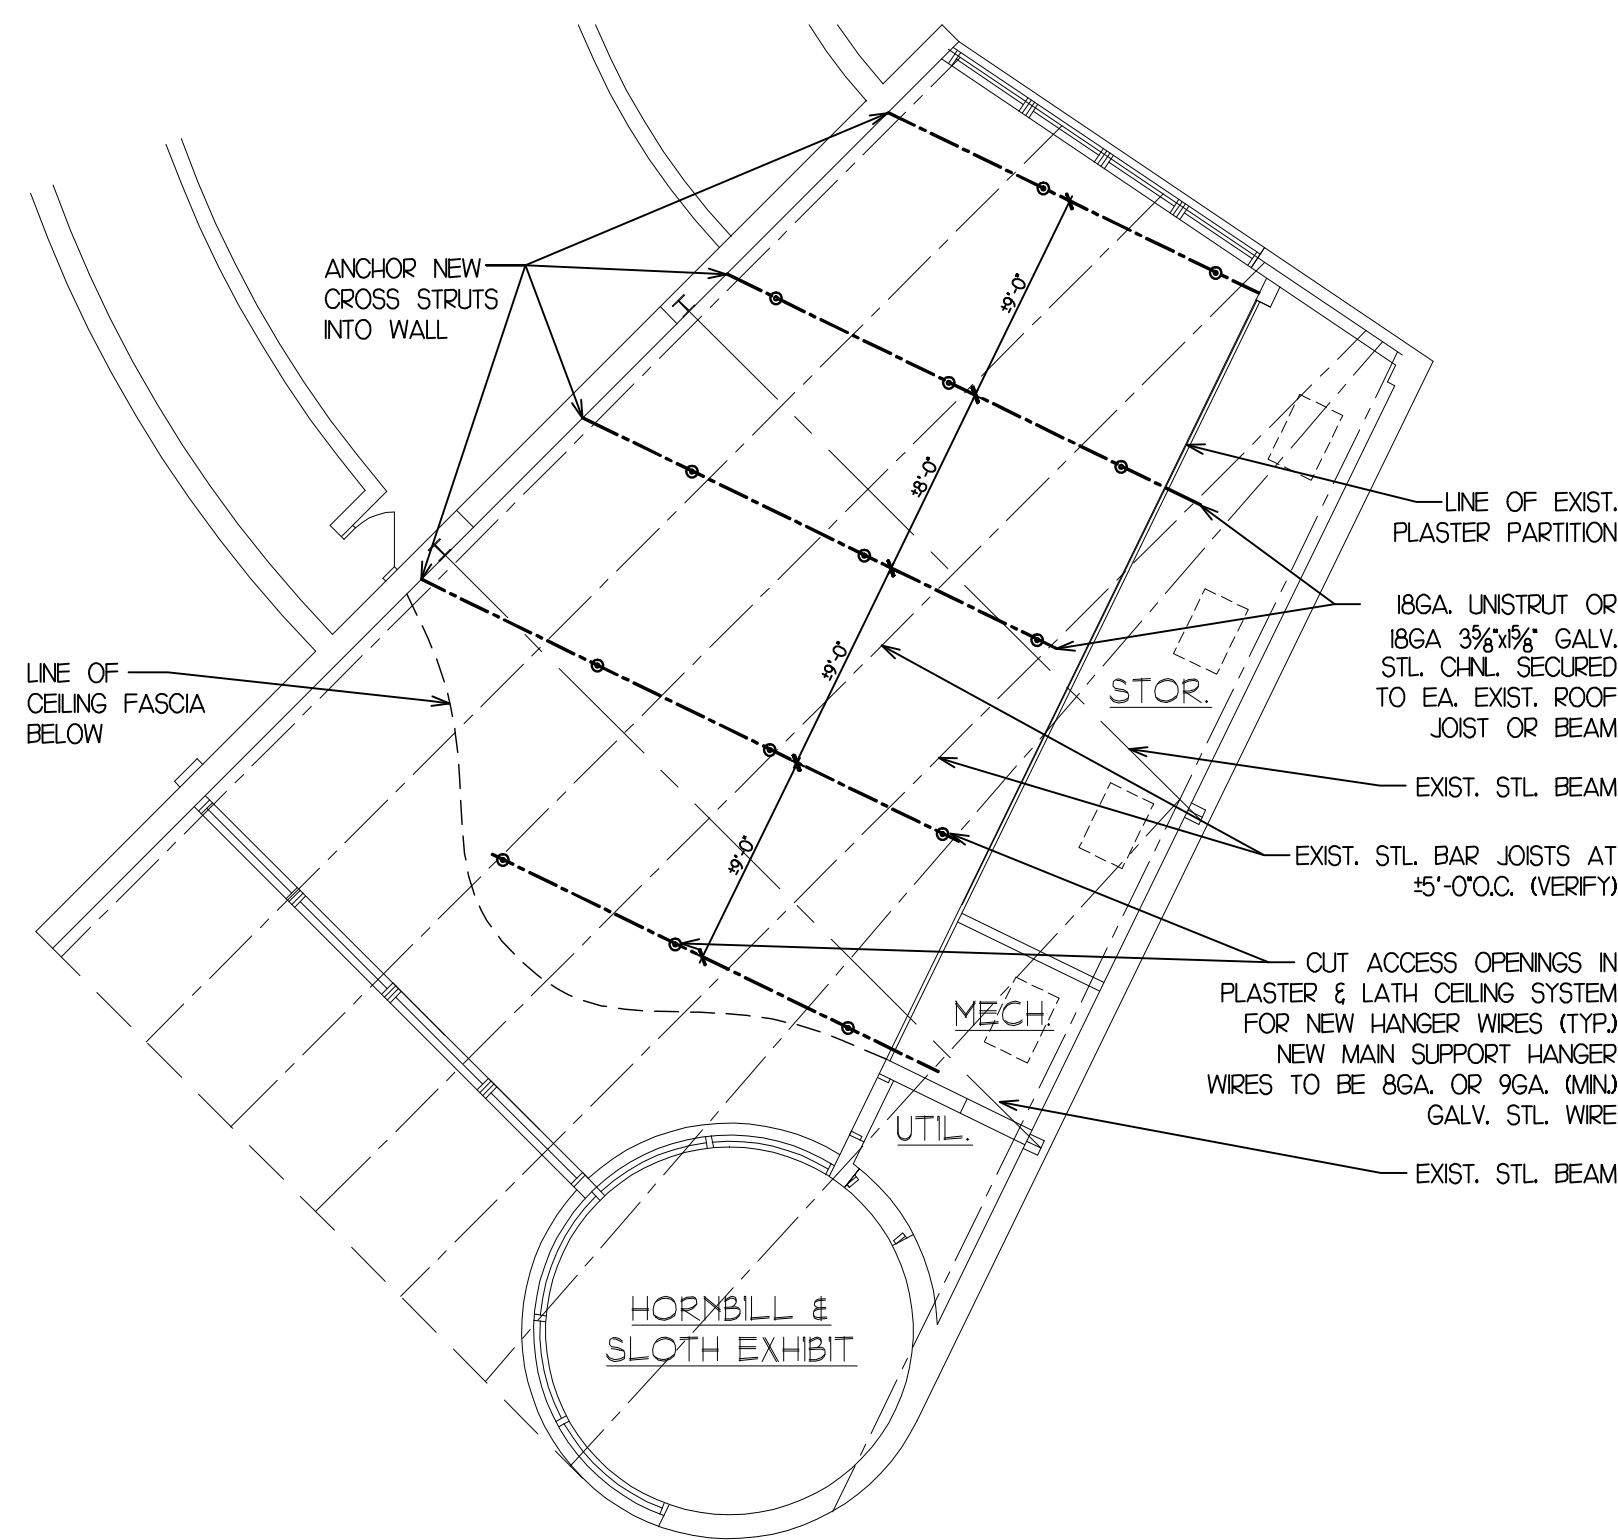 ANCHOR NEW
CROSS STRUTS
INTO WALL
±9'-0"
±8'-0"
±9'-0"
±9'-0"
LINE OF
CEILING FASCIA
BELOW
LINE OF EXIST.
PLASTER PARTITION
18GA. UNISTRUT OR
18GA 3⅝"x1⅝" GALV.
STL. CHNL. SECURED
TO EA. EXIST. ROOF
JOIST OR BEAM
STOR.
EXIST. STL. BEAM
EXIST. STL. BAR JOISTS AT
±5'-0"O.C. (VERIFY)
CUT ACCESS OPENINGS IN
PLASTER & LATH CEILING SYSTEM
FOR NEW HANGER WIRES (TYP.)
NEW MAIN SUPPORT HANGER
WIRES TO BE 8GA. OR 9GA. (MIN.)
GALV. STL. WIRE
MECH.
UTIL.
EXIST. STL. BEAM
HORNBILL &
SLOTH EXHIBIT